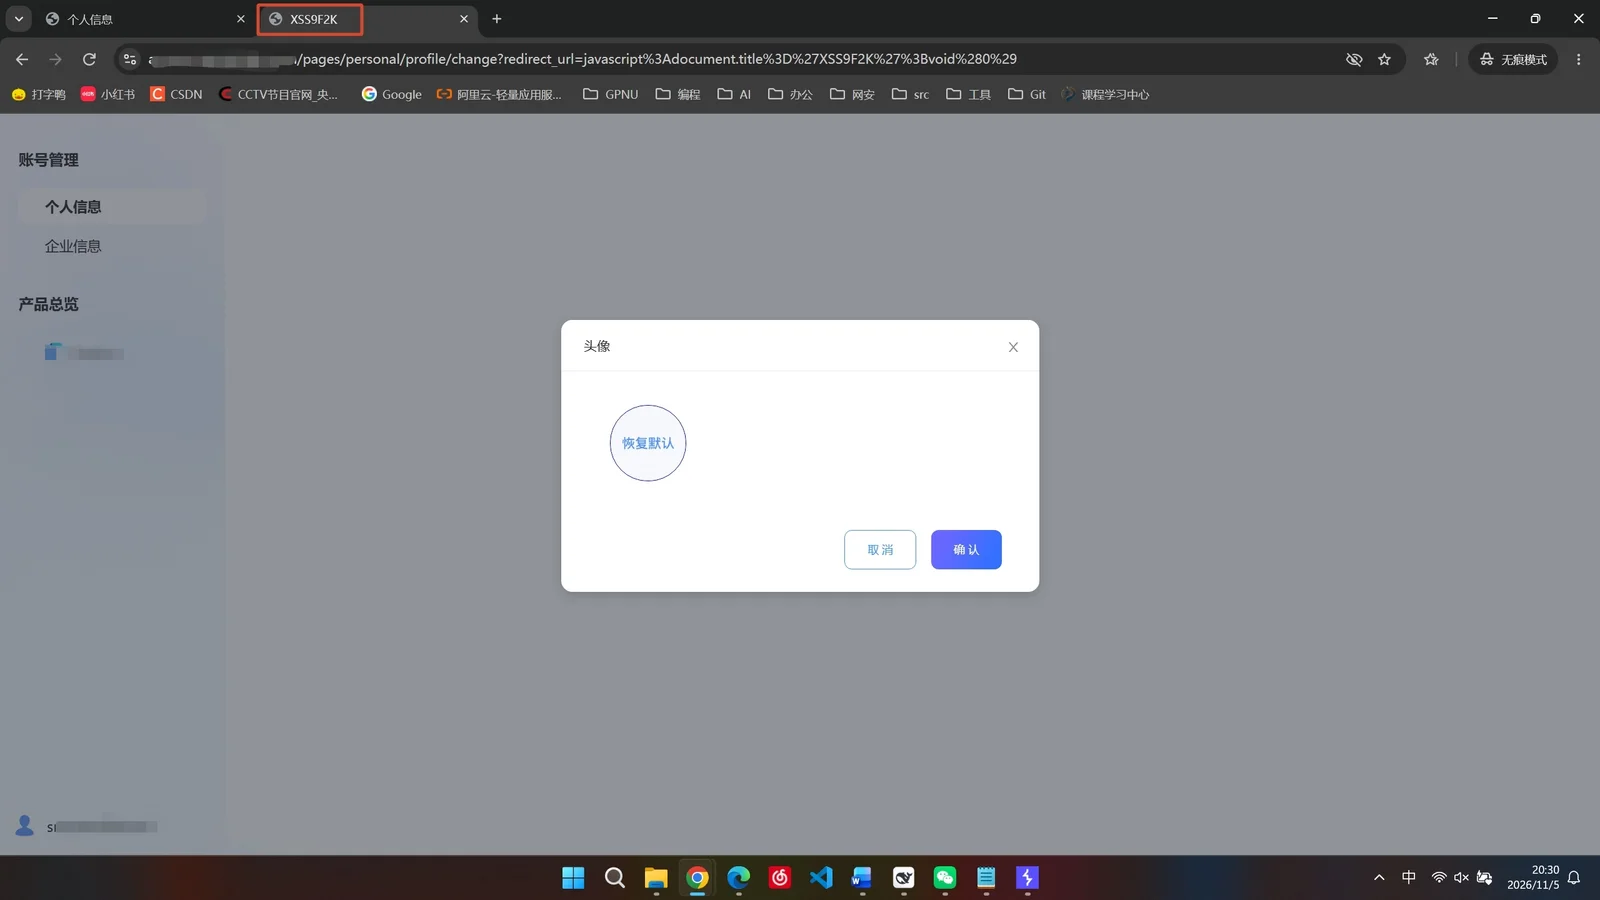 个人信息
XSS9F2K
/pages/personal/profile/change?redirect_url=javascript%3Adocument.title%3D%27XSS9F2K%27%3Bvoid%280%29
无痕模式
打字鸭
小红书
CSDN
CCTV节目官网_央...
Google
阿里云-轻量应用服...
GPNU
编程
AI
办公
网安
src
工具
Git
课程学习中心
账号管理
个人信息
企业信息
产品总览
头像
恢复默认
取消
确认
中
20:30
2026/11/5